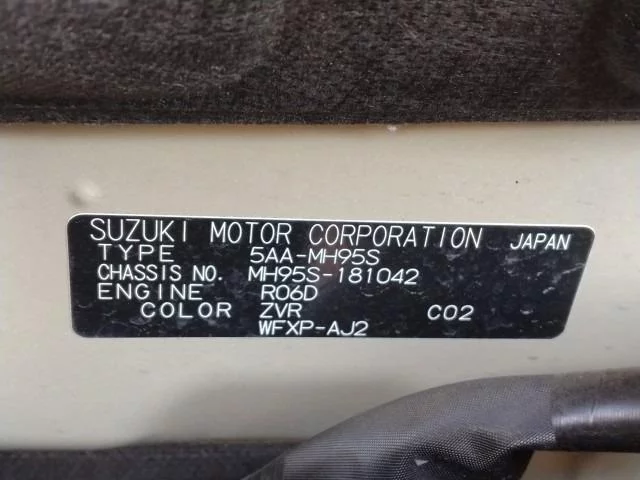 SUZUKI MOTOR CORPORATION JAPAN
TYPE 5AA-MH95S
CHASSIS NO. MH95S-181042
ENGINE R06D
COLOR ZVR C02
WFXP-AJ2